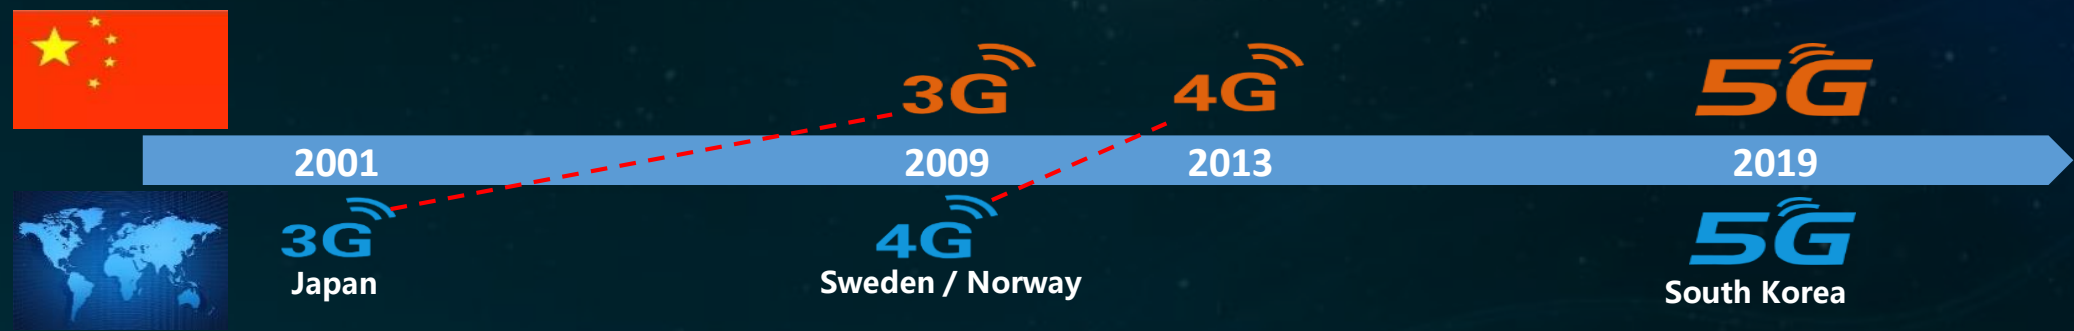 3G 4G 5G
2001 2009 2013 2019
3G 4G 5G
Japan Sweden / Norway South Korea